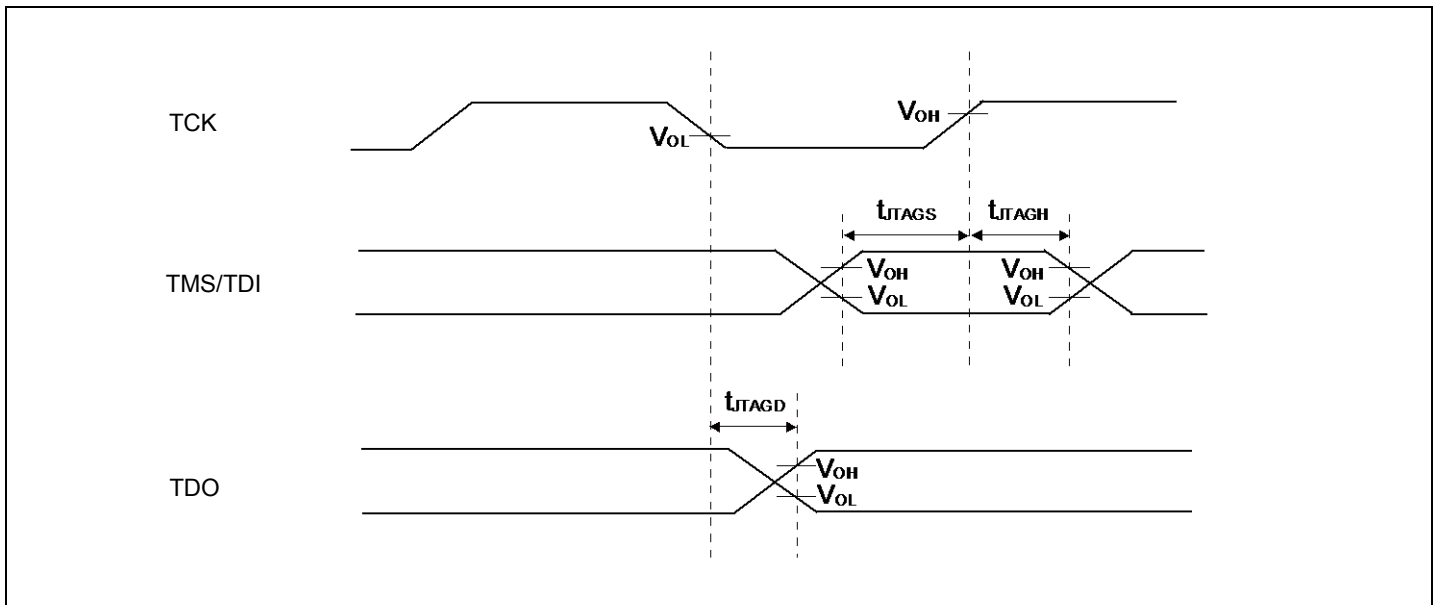 TCK
VOL
VOH
tJTAGS
tJTAGH
TMS/TDI
VOH
VOL
VOH
VOL
tJTAGD
TDO
VOH
VOL